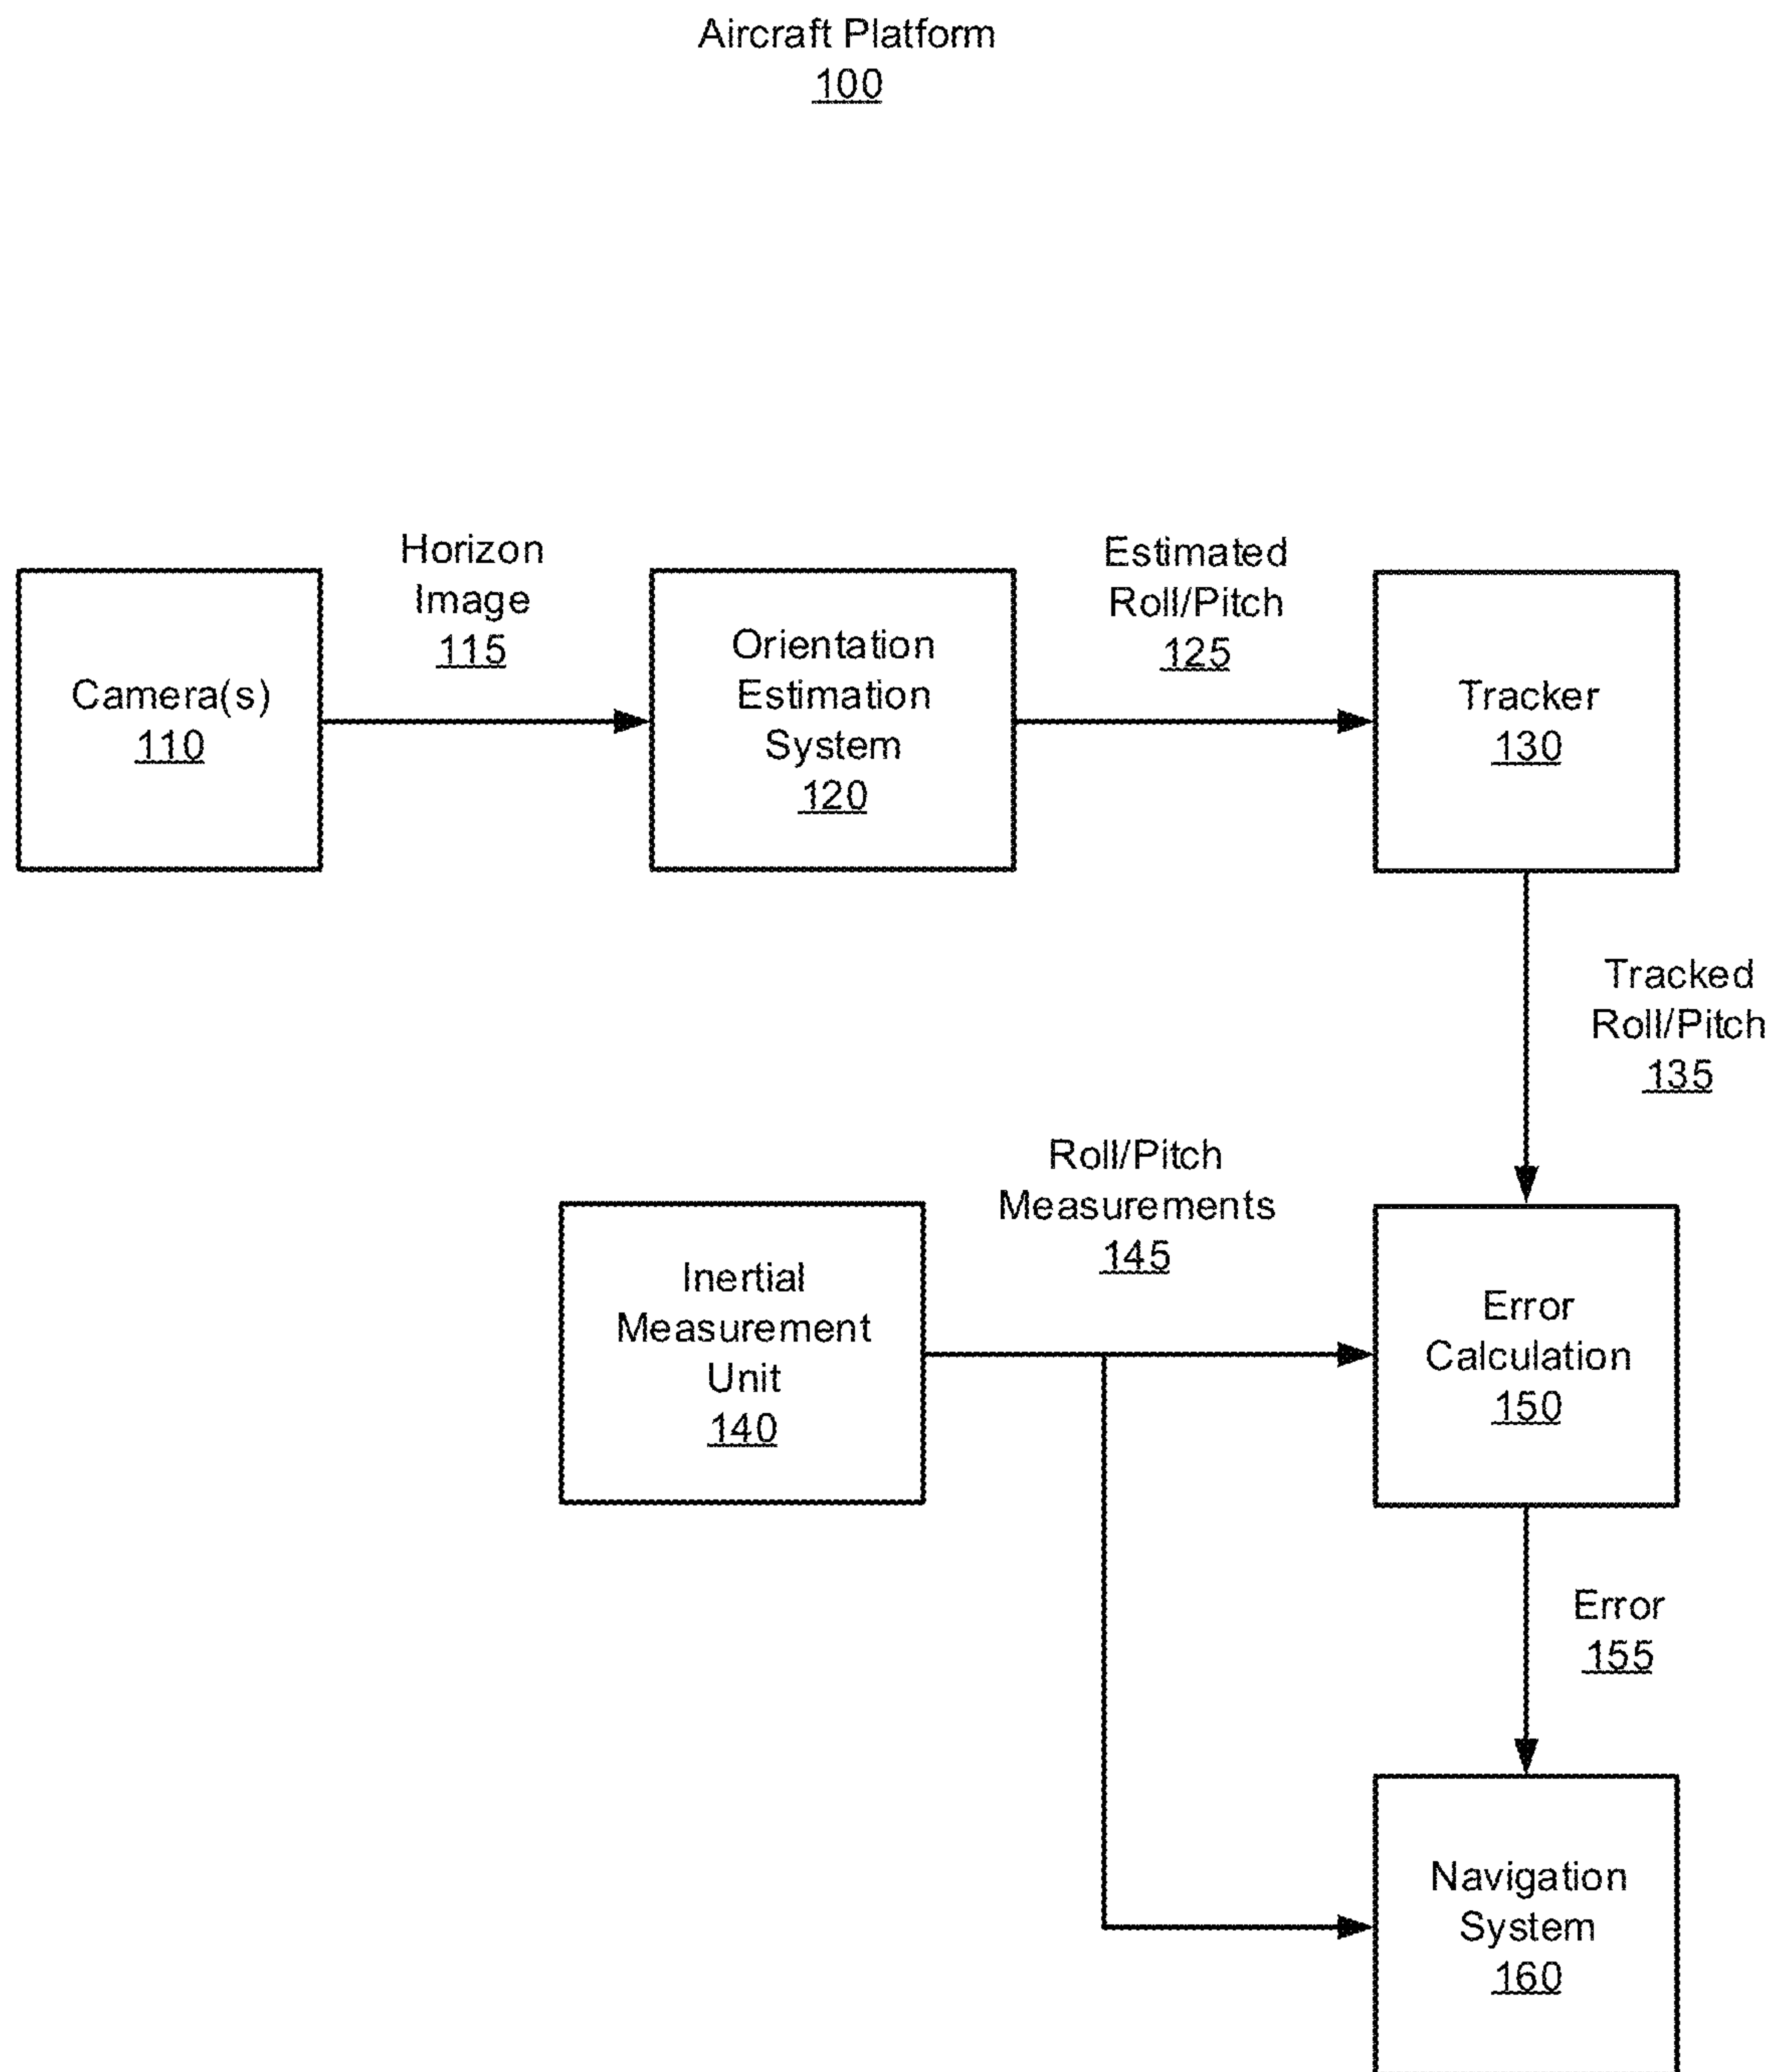 Aircraft Platform
100
Horizon
Image
115
Estimated
Roll/Pitch
125
Camera(s)
110
Orientation
Estimation
System
120
Tracker
130
Tracked
Roll/Pitch
135
Roll/Pitch
Measurements
145
Inertial
Measurement
Unit
140
Error
Calculation
150
Error
155
Navigation
System
160